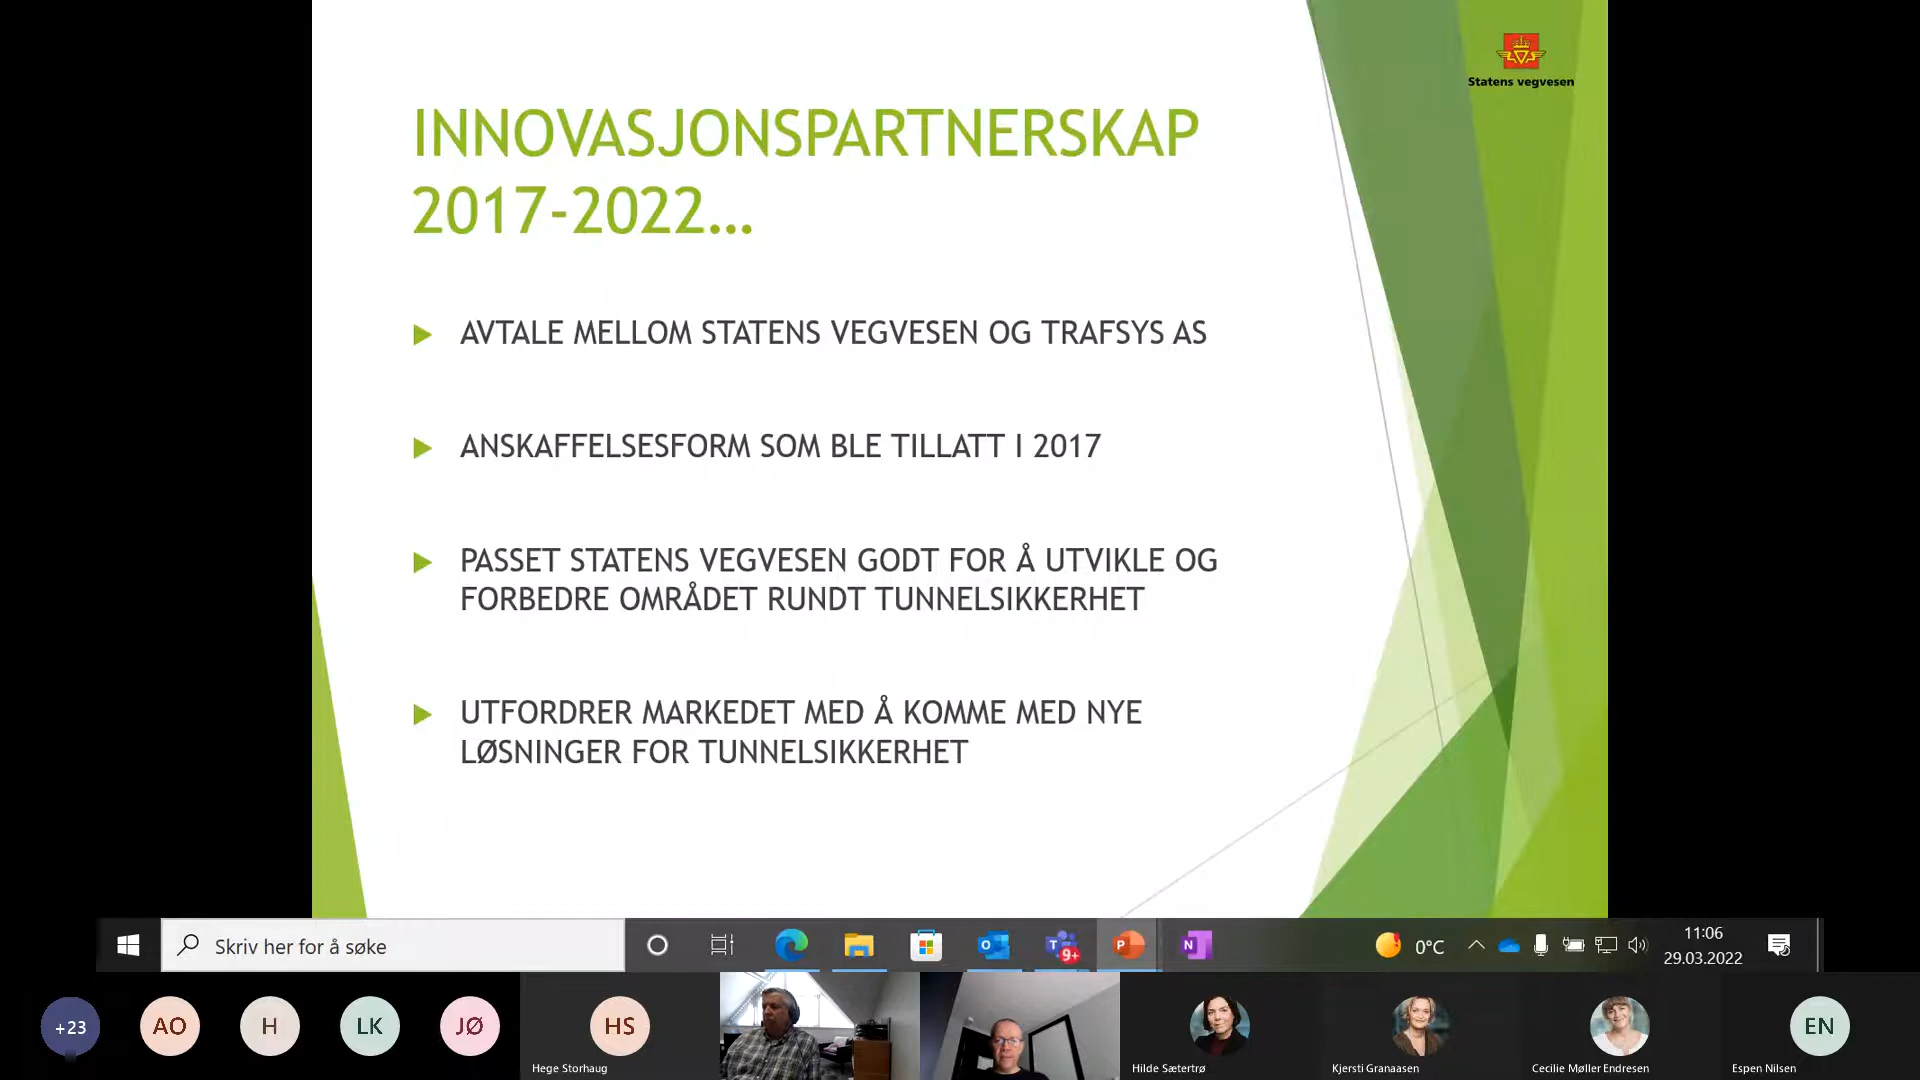 Statens vegvesen
INNOVASJONSPARTNERSKAP
2017-2022...
AVTALE MELLOM STATENS VEGVESEN OG TRAFSYS AS
ANSKAFFELSESFORM SOM BLE TILLATT I 2017
PASSET STATENS VEGVESEN GODT FOR Å UTVIKLE OG
FORBEDRE OMRÅDET RUNDT TUNNELSIKKERHET
UTFORDRER MARKEDET MED Å KOMME MED NYE
LØSNINGER FOR TUNNELSIKKERHET
Skriv her for å søke
9+
0°C
11:06
29.03.2022
+23
AO
H
LK
JØ
HS
EN
Hege Storhaug
Hilde Sætertrø
Kjersti Granaasen
Cecilie Møller Endresen
Espen Nilsen